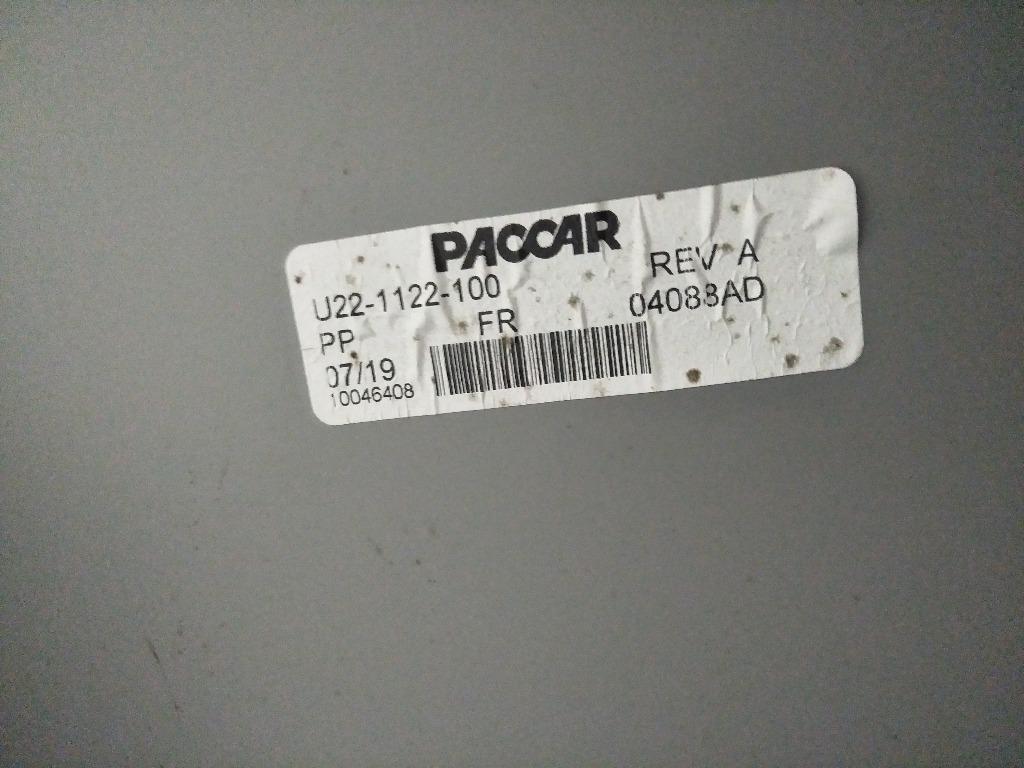 PACCAR
U22-1122-100 REV A
PP FR 04088AD
07/19
10046408